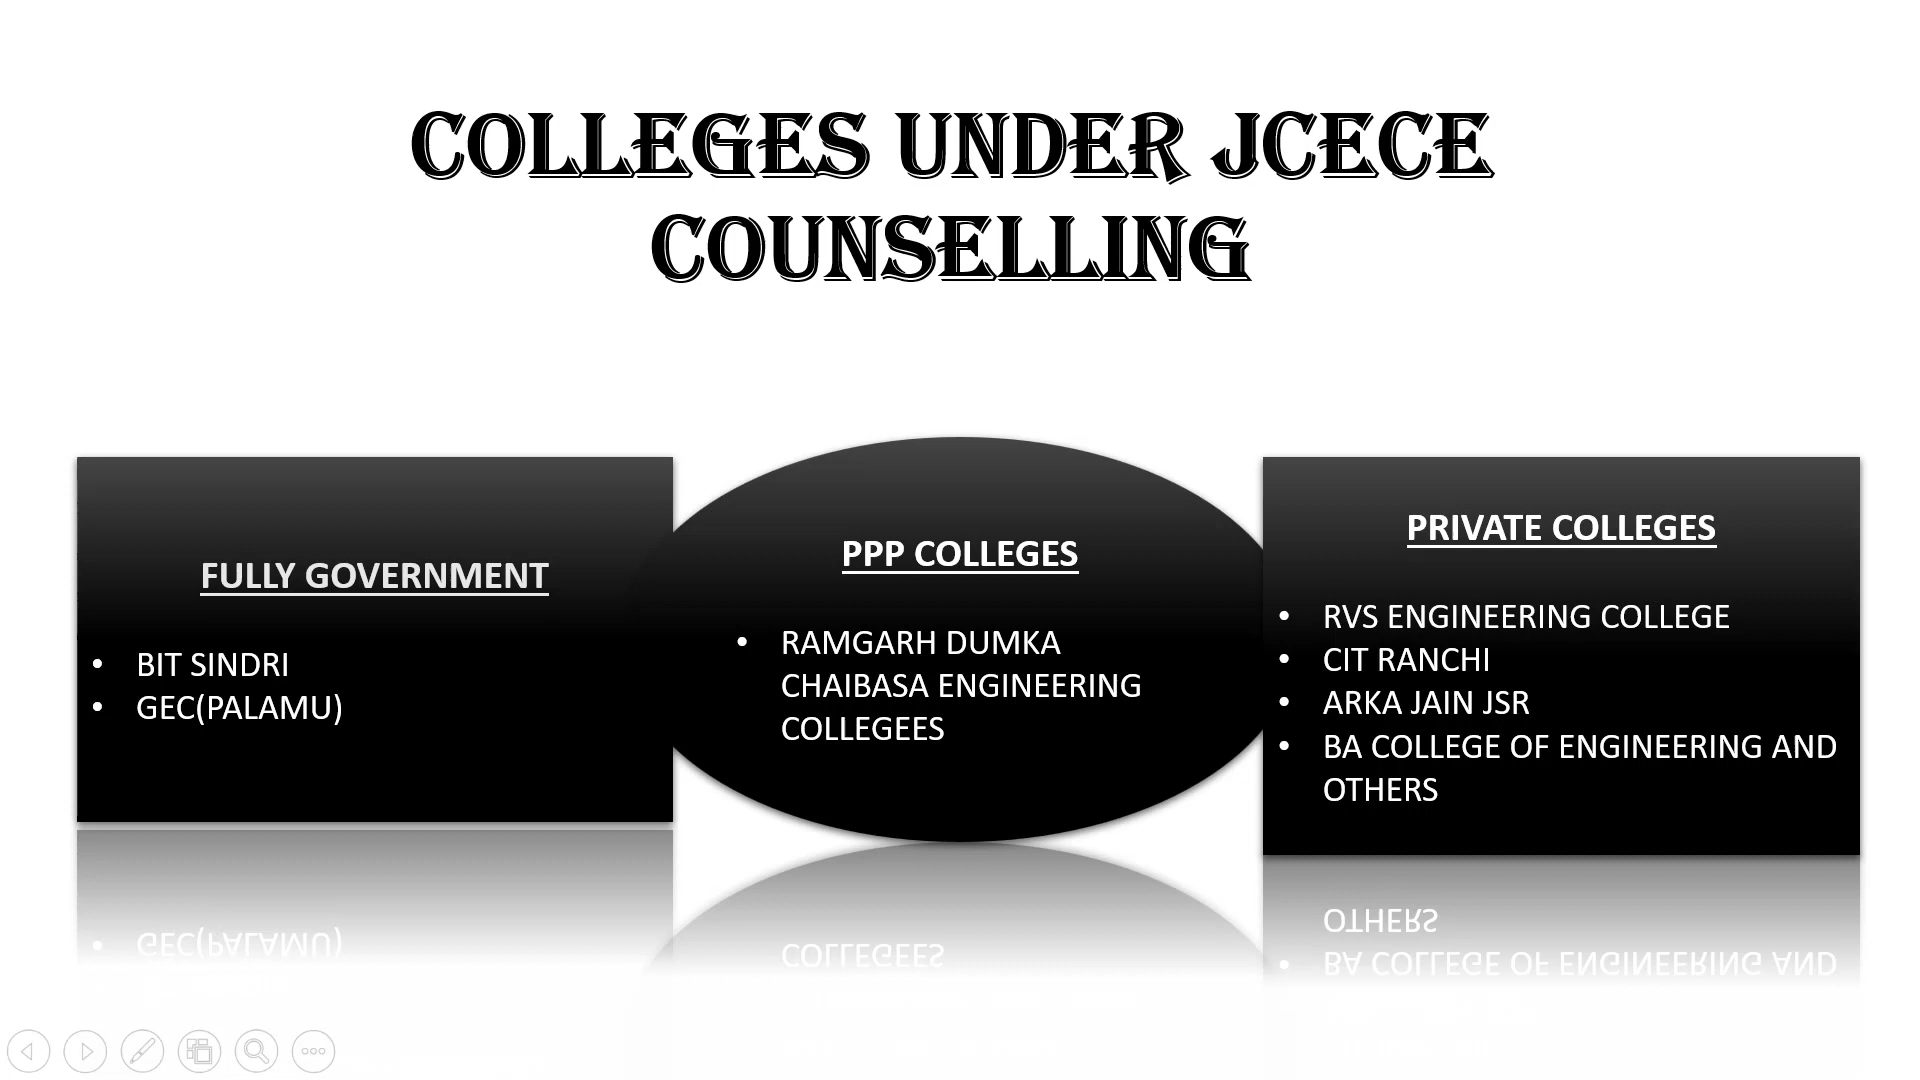 COLLEGES UNDER JCECE
COUNSELLING
FULLY GOVERNMENT
• BIT SINDRI
• GEC(PALAMU)
PPP COLLEGES
• RAMGARH DUMKA
CHAIBASA ENGINEERING
COLLEGEES
PRIVATE COLLEGES
• RVS ENGINEERING COLLEGE
• CIT RANCHI
• ARKA JAIN JSR
• BA COLLEGE OF ENGINEERING AND
OTHERS